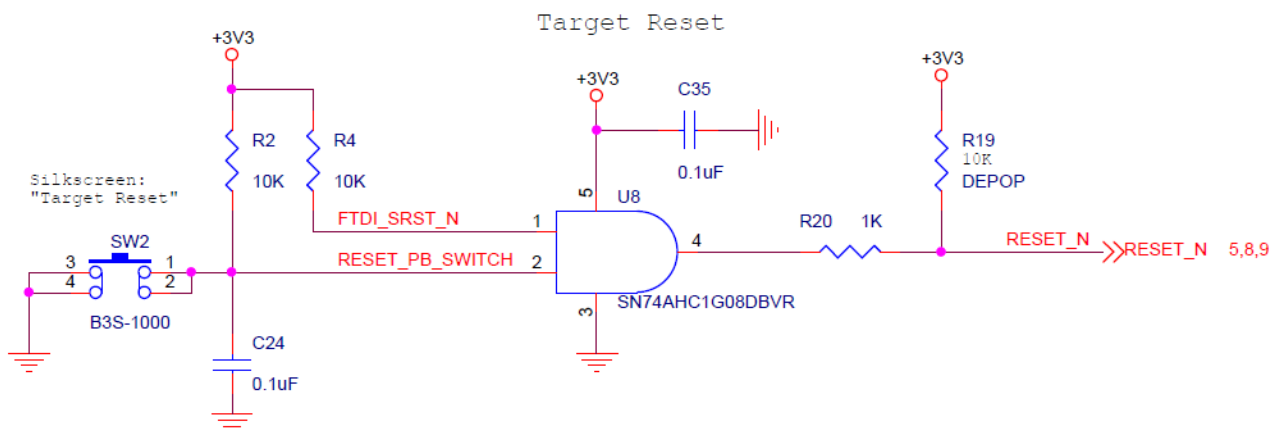 Target Reset
+3V3
+3V3
+3V3
C35
0.1uF
R2
10K
R4
10K
R19
10K
DEPOP
Silkscreen:
"Target Reset"
SW2
3
4
1
2
B3S-1000
FTDI_SRST_N
RESET_PB_SWITCH
1
2
5
U8
4
3
SN74AHC1G08DBVR
R20 1K
RESET_N
RESET_N 5,8,9
C24
0.1uF